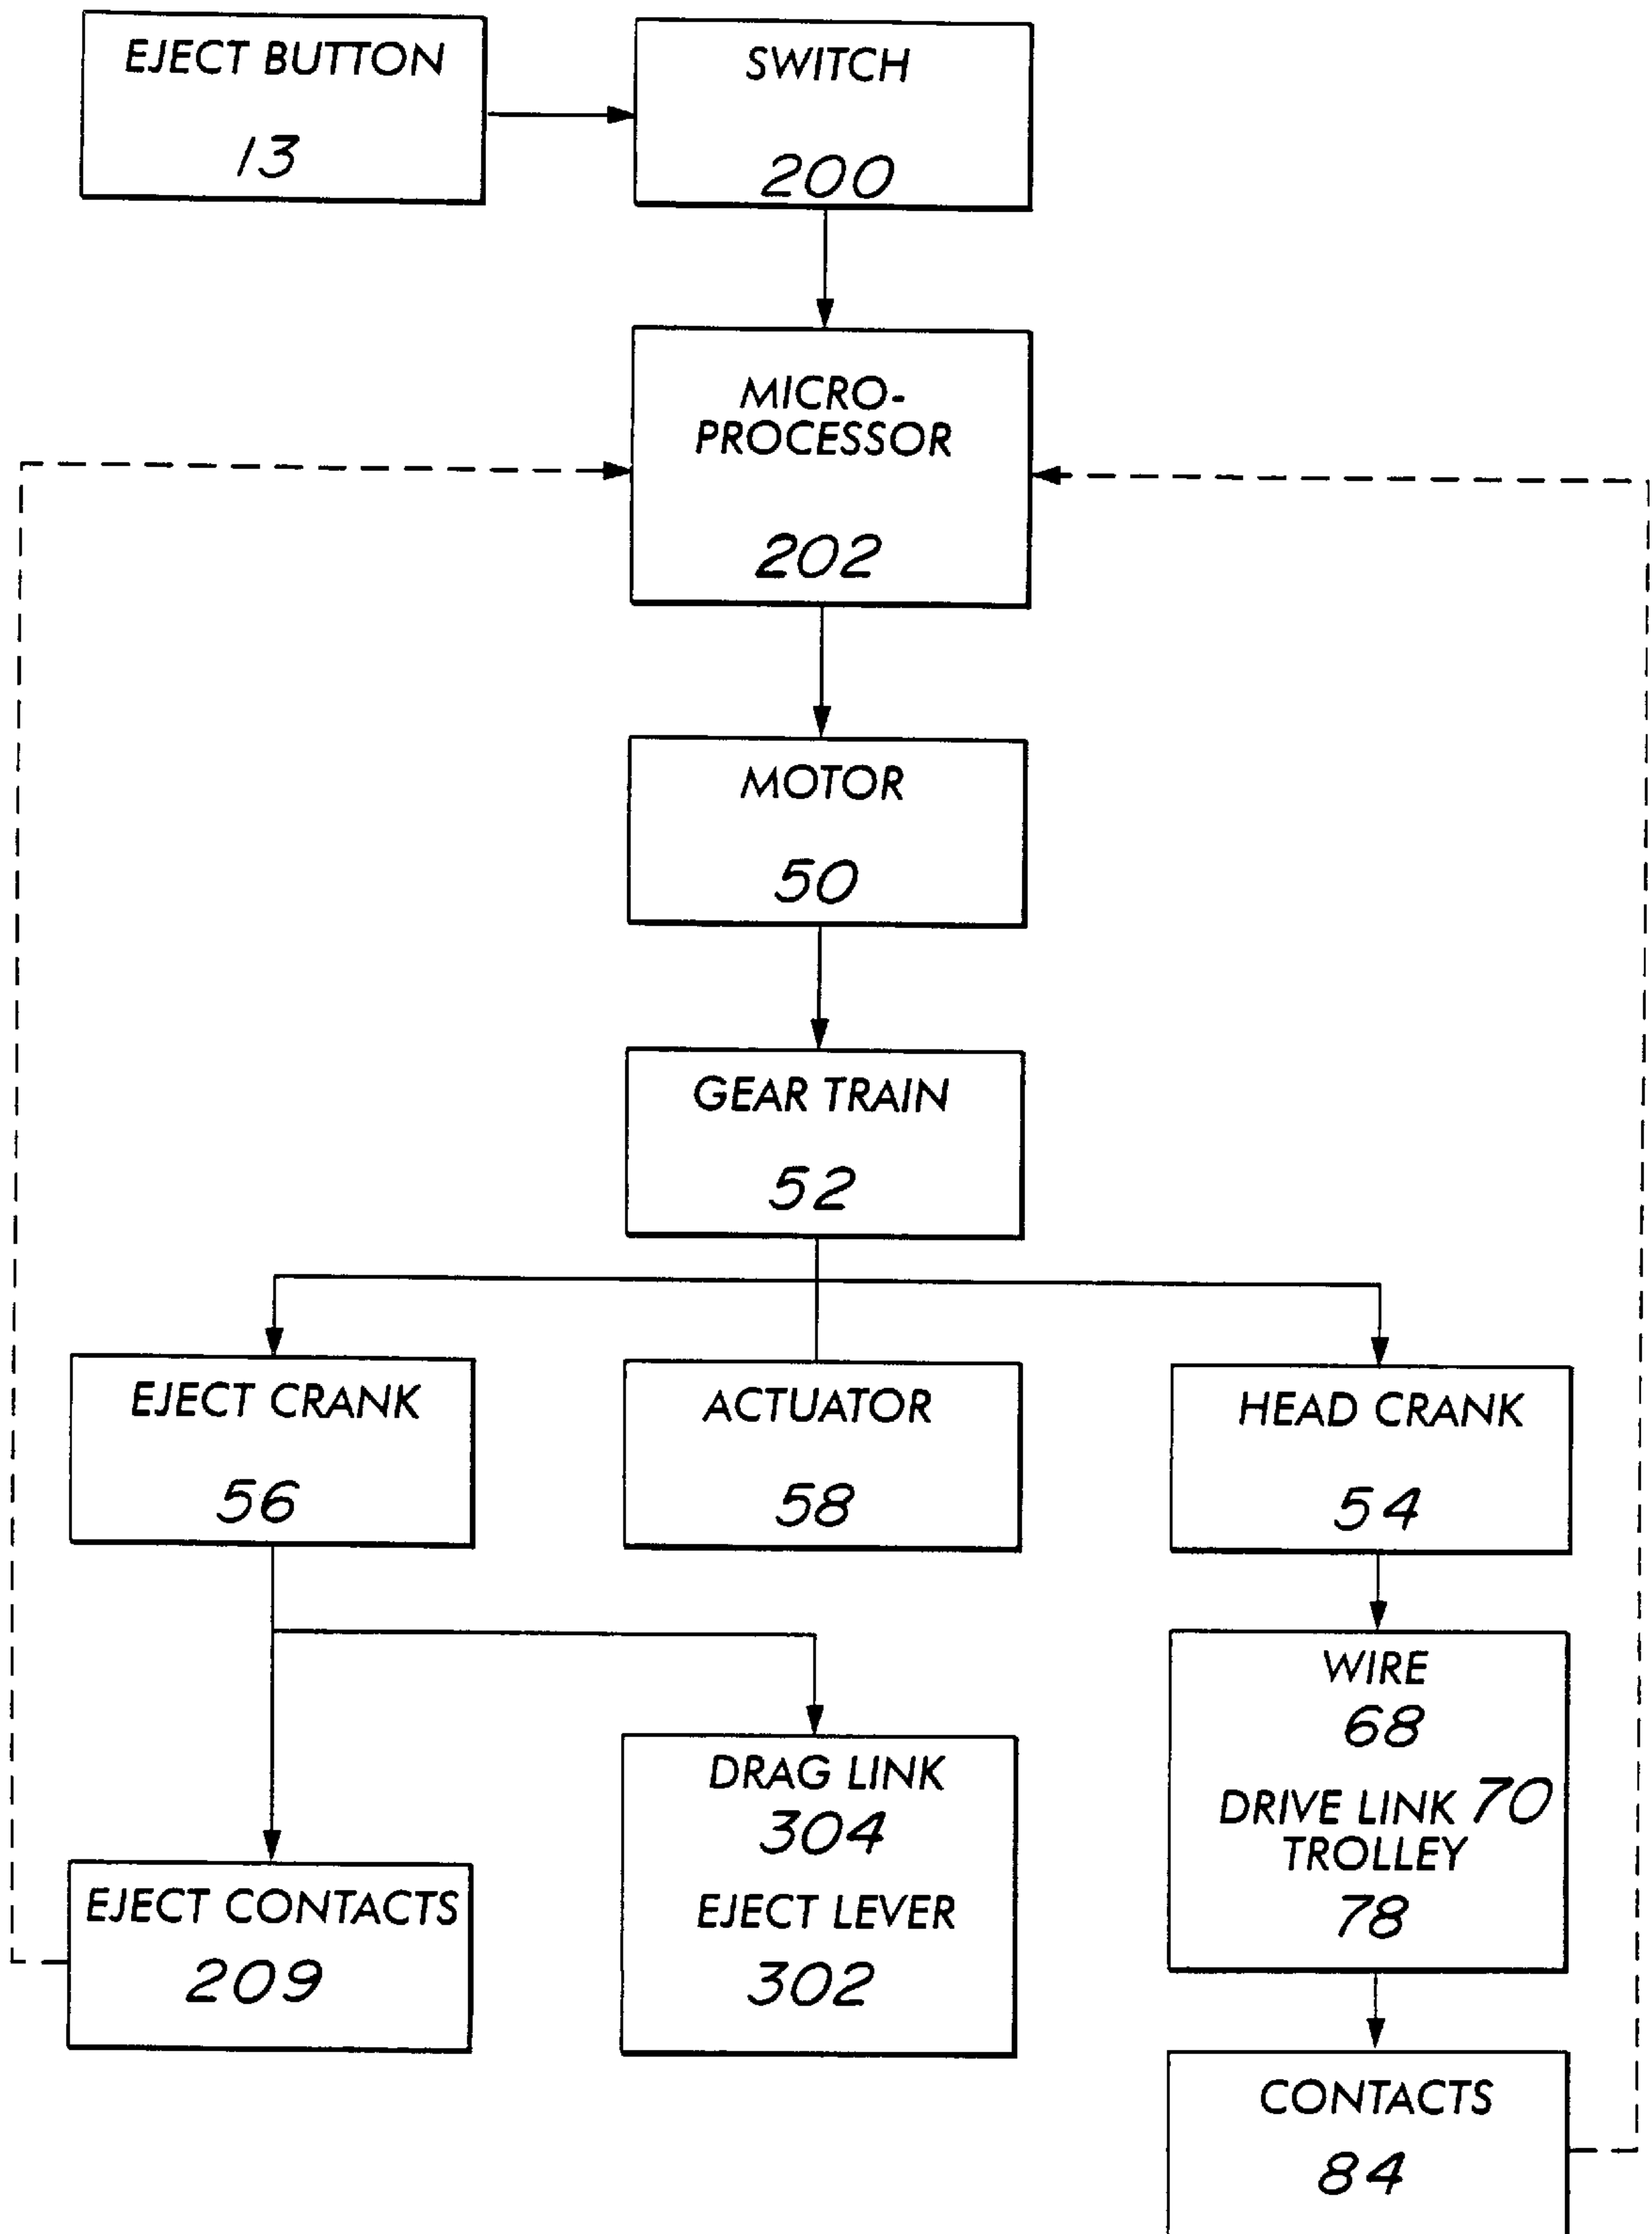 EJECT BUTTON
13
SWITCH
200
MICRO-
PROCESSOR
202
MOTOR
50
GEAR TRAIN
52
EJECT CRANK
56
ACTUATOR
58
HEAD CRANK
54
WIRE
68
DRIVE LINK 70
TROLLEY
78
DRAG LINK
304
EJECT LEVER
302
EJECT CONTACTS
209
CONTACTS
84